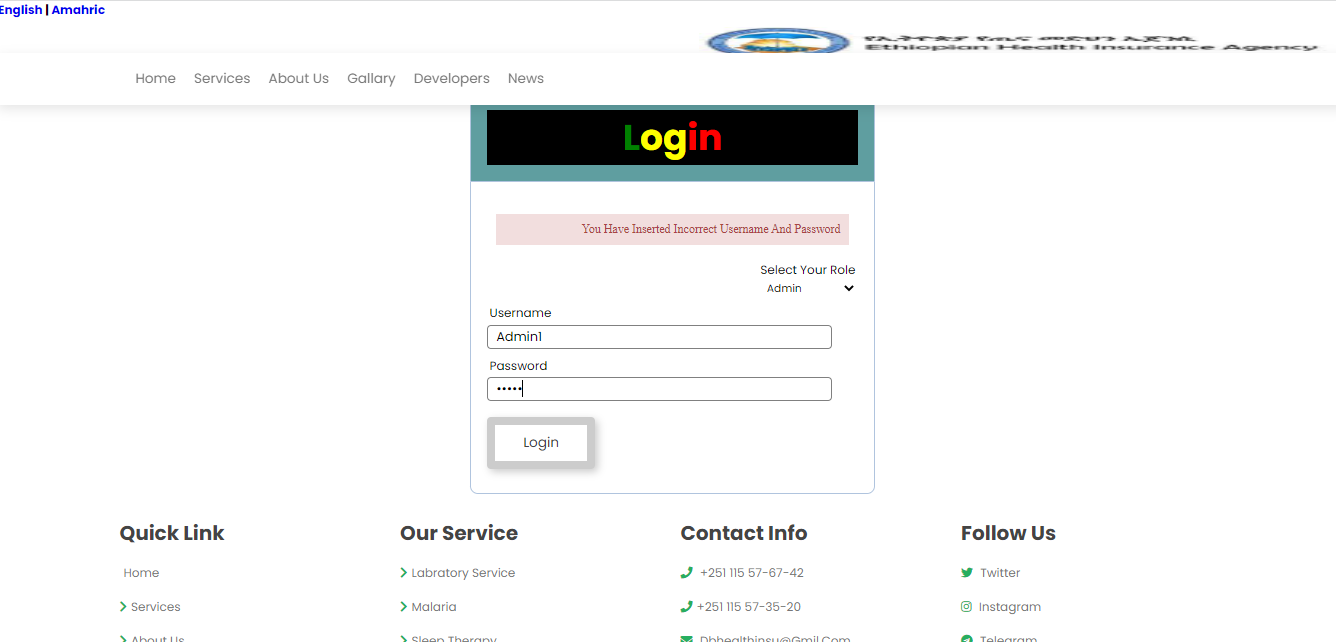 English | Amahric
Ethiopian Health Insurance Agency
Home Services About Us Gallary Developers News
Login
You Have Inserted Incorrect Username And Password
Select Your Role
Admin
Username
Admin1
Password
Login
Quick Link Our Service Contact Info Follow Us
Home Labratory Service +251 115 57-67-42 Twitter
Services Malaria +251 115 57-35-20 Instagram
About Us Sleep Therapy Dbhealthinsu@Gmil.Com Telegram